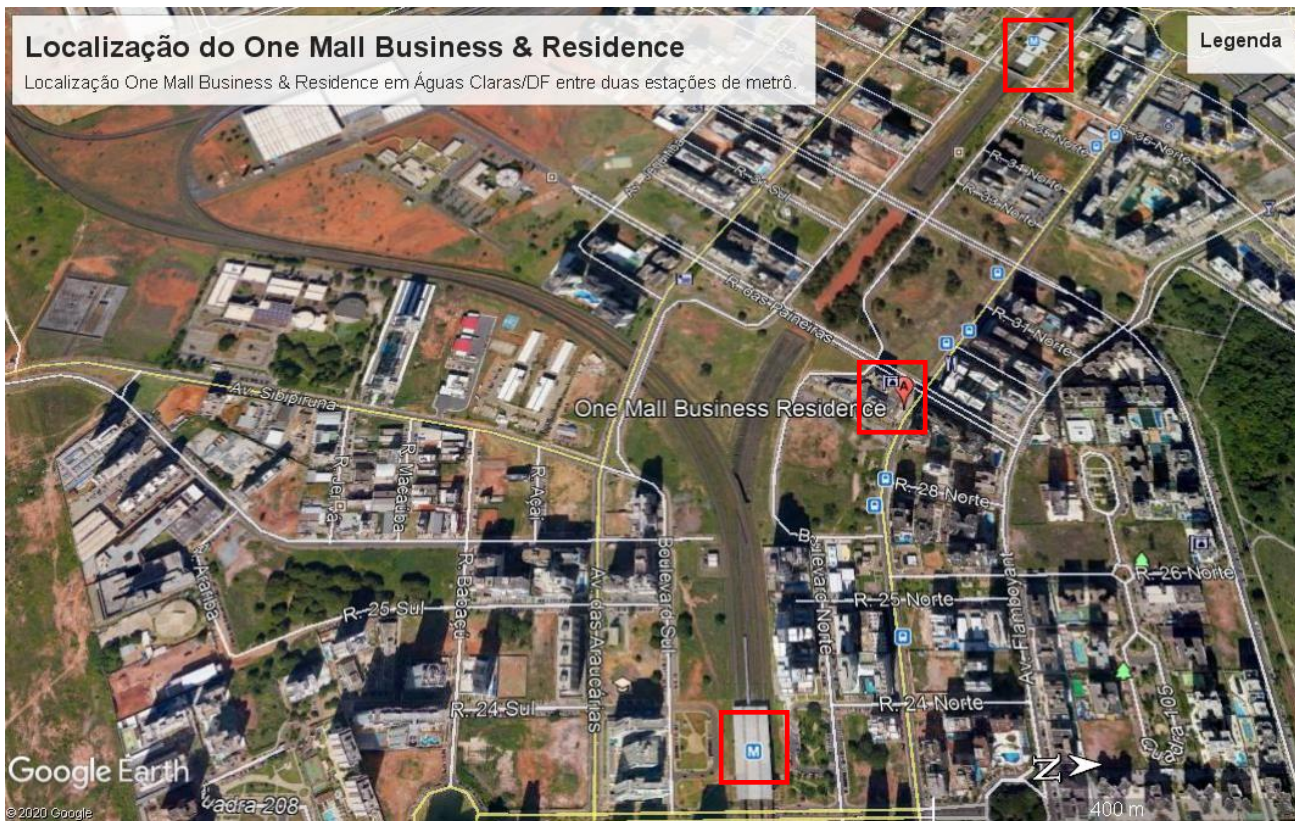 Localização do One Mall Business & Residence
Localização One Mall Business & Residence em Águas Claras/DF entre duas estações de metrô.
Legenda
M
R. 36-Norte
R. 35-Norte
R. 34-Norte
R. 33-Norte
R. 31 Norte
R. das Paineiras
A
One Mall Business Residence
Av. Sibipiruna
R. Jerivá
R. Macaúba
R. Açaí
R. 28 Norte
R. 26 Norte
R. 25 Norte
R. 25 Sul
R. Babaçu
Av. das Araucárias
Boulevard Sul
Boulevard Norte
Av. Flamboyant
R. 24 Sul
R. 24 Norte
Quadra 105
M
N
Google Earth
Quadra 208
400 m
©2020 Google